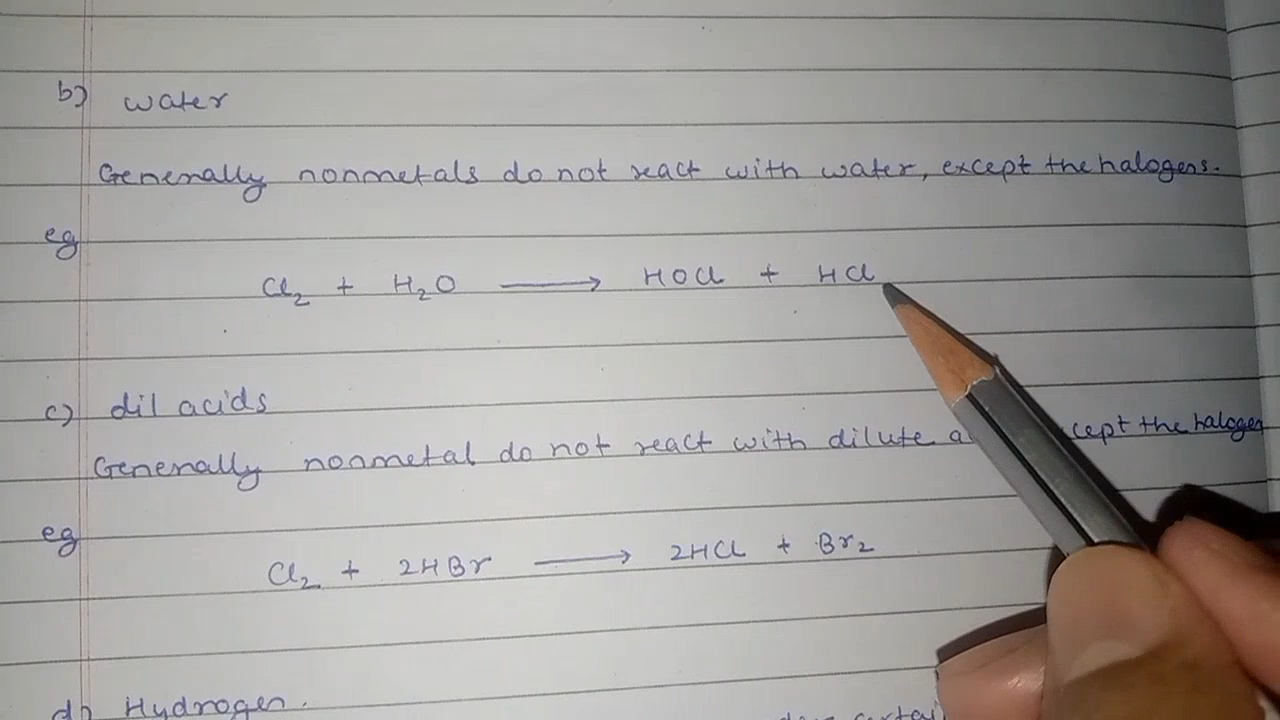 b) water
Generally nonmetals do not react with water, except the halogens.
eg
Cl₂ + H₂O ⟶ HOCl + HCl
c) dil acids
Generally nonmetal do not react with dilute the halogen
eg
Cl₂ + 2HBr ⟶ 2HCl + Br₂
d) Hydrogen.